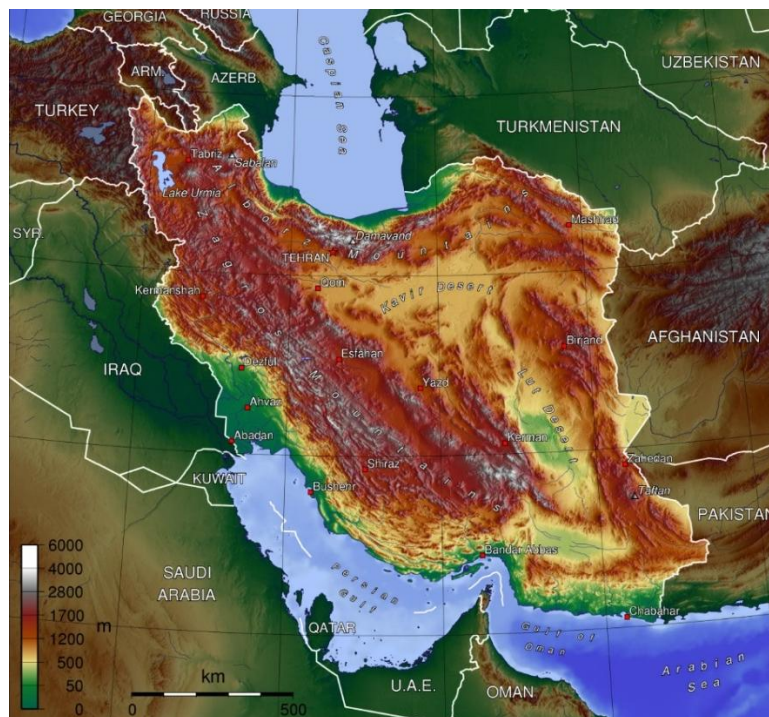 GEORGIA
RUSSIA
ARM.
AZERB.
Caspian Sea
UZBEKISTAN
TURKEY
TURKMENISTAN
Tabriz
Sabalan
Lake Urmia
Alborz Mountains
Mashhad
SYR.
Damavand
TEHRAN
Qom
Kavir Desert
Kermanshah
Zagros Mountains
AFGHANISTAN
Birjand
IRAQ
Esfahan
Dezful
Yazd
Lut Desert
Ahvaz
Abadan
Kerman
Zahedan
KUWAIT
Shiraz
Bushehr
Taftan
PAKISTAN
6000
4000
2800
1700
1200
500
50
0
m
Bandar Abbas
SAUDI
ARABIA
Persian
Gulf
Chabahar
QATAR
Gulf of
Oman
Arabian
Sea
km
0
500
U.A.E.
OMAN